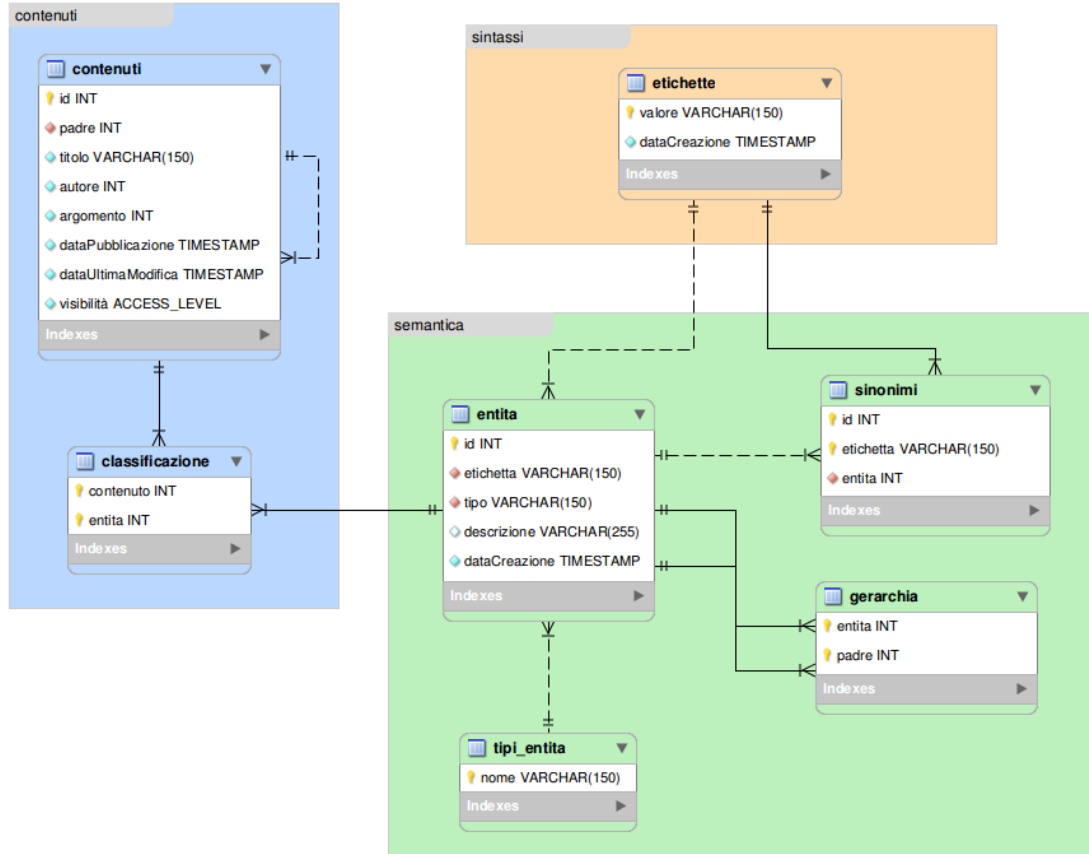 contenuti
contenuti
id INT
padre INT
titolo VARCHAR(150)
autore INT
argomento INT
dataPubblicazione TIMESTAMP
dataUltimaModifica TIMESTAMP
visibilità ACCESS_LEVEL
Indexes
classificazione
contenuto INT
entita INT
Indexes
sintassi
etichette
valore VARCHAR(150)
dataCreazione TIMESTAMP
Indexes
semantica
entita
id INT
etichetta VARCHAR(150)
tipo VARCHAR(150)
descrizione VARCHAR(255)
dataCreazione TIMESTAMP
Indexes
sinonimi
id INT
etichetta VARCHAR(150)
entita INT
Indexes
gerarchia
entita INT
padre INT
Indexes
tipi_entita
nome VARCHAR(150)
Indexes